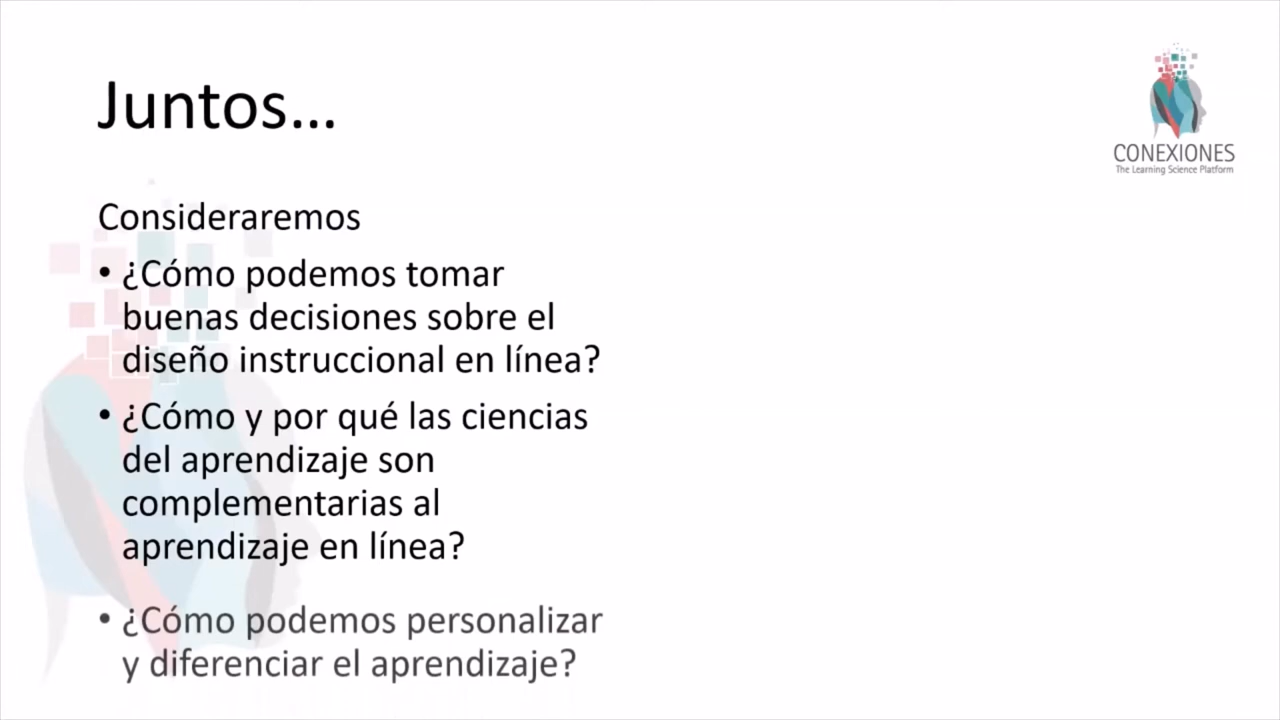 Juntos...
CONEXIONES
The Learning Science Platform
Consideraremos
• ¿Cómo podemos tomar
buenas decisiones sobre el
diseño instruccional en línea?
• ¿Cómo y por qué las ciencias
del aprendizaje son
complementarias al
aprendizaje en línea?
• ¿Cómo podemos personalizar
y diferenciar el aprendizaje?